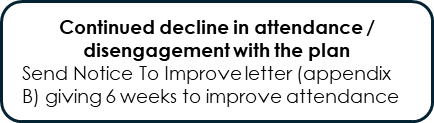 Continued decline in attendance /
disengagement with the plan
Send Notice To Improve letter (appendix
B) giving 6 weeks to improve attendance